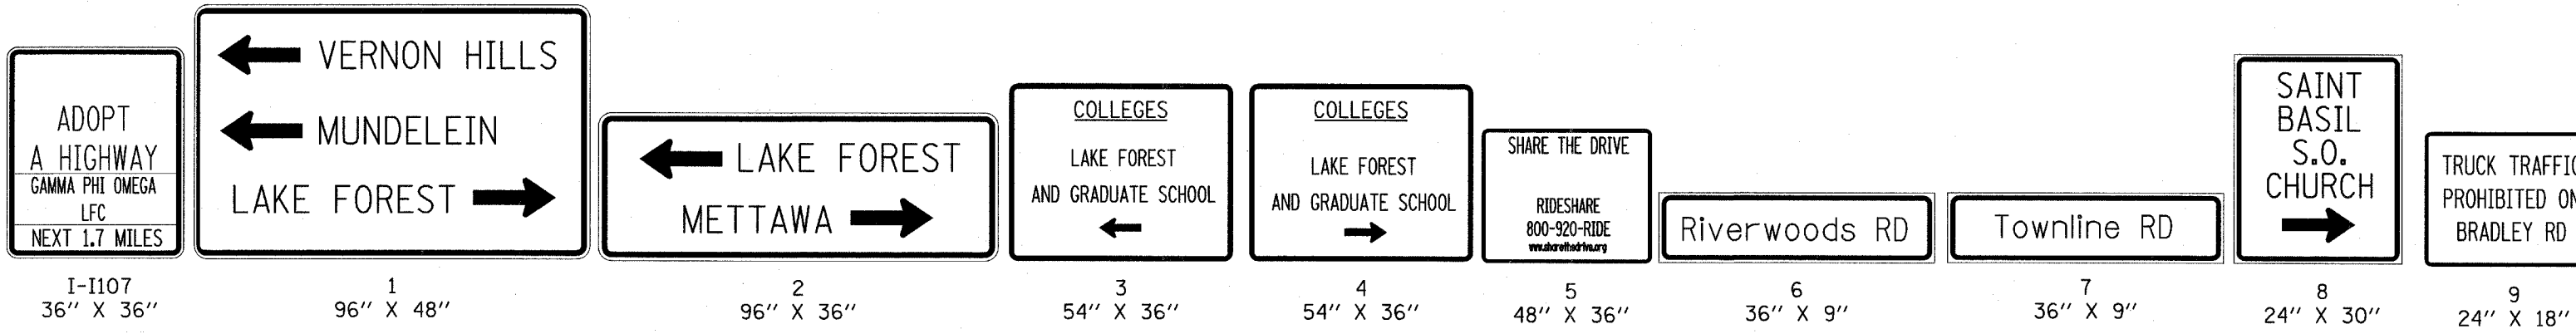 ADOPT
A HIGHWAY
GAMMA PHI OMEGA
LFC
NEXT 1.7 MILES
I-I107
36" X 36"
VERNON HILLS
MUNDELEIN
LAKE FOREST
1
96" X 48"
LAKE FOREST
METTAWA
2
96" X 36"
COLLEGES
LAKE FOREST
AND GRADUATE SCHOOL
3
54" X 36"
COLLEGES
LAKE FOREST
AND GRADUATE SCHOOL
4
54" X 36"
SHARE THE DRIVE
RIDESHARE
800-920-RIDE
www.sharethedrive.org
5
48" X 36"
Riverwoods RD
6
36" X 9"
Townline RD
7
36" X 9"
SAINT
BASIL
S.O.
CHURCH
8
24" X 30"
TRUCK TRAFFIC
PROHIBITED ON
BRADLEY RD
9
24" X 18"